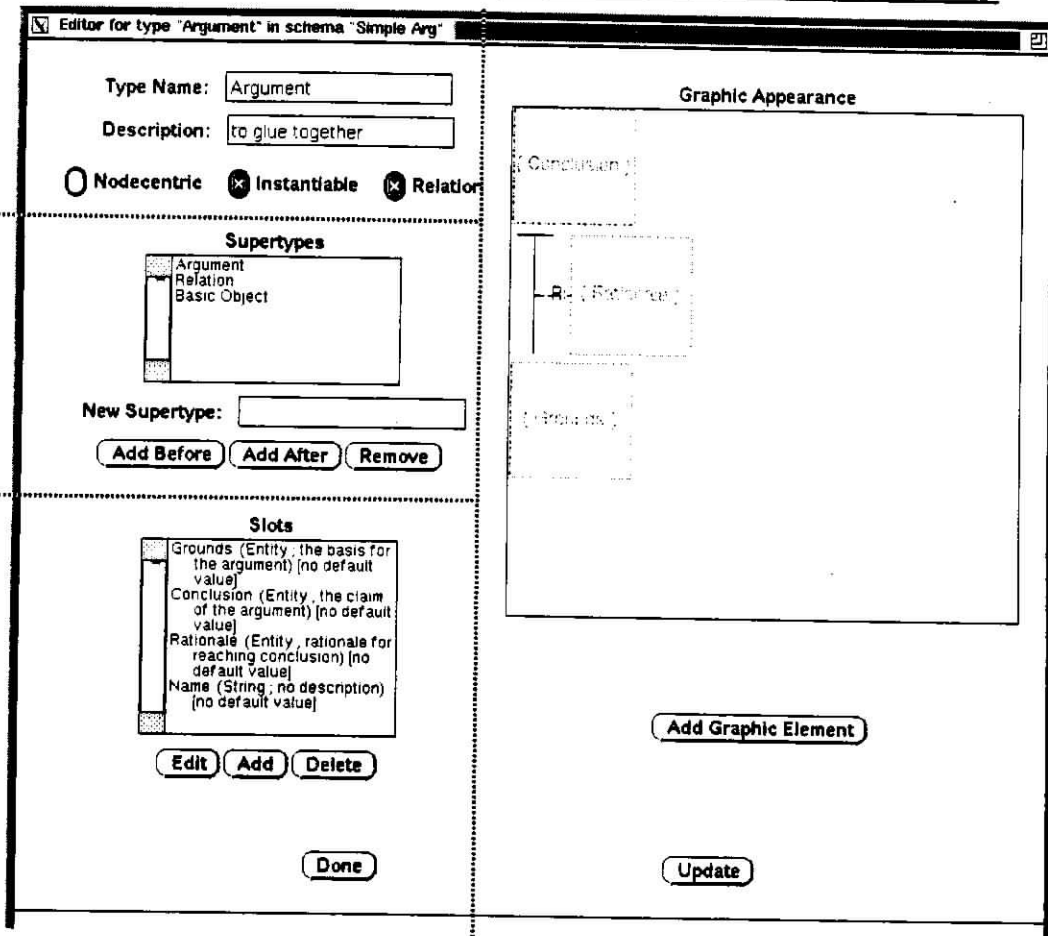 Editor for type "Argument" in schema "Simple Arg"
Type Name:
Argument
Description:
to glue together
Nodecentric
Instantiable
Relation
Supertypes
Argument
Relation
Basic Object
New Supertype:
Add Before
Add After
Remove
Slots
Grounds (Entity ; the basis for
the argument) [no default
value]
Conclusion (Entity , the claim
of the argument) [no default
value]
Rationale (Entity , rationale for
reaching conclusion) [no
default value]
Name (String ; no description)
[no default value]
Edit
Add
Delete
Done
Graphic Appearance
[ Conclusion ]
R
[ Rationale ]
[ Grounds ]
Add Graphic Element
Update